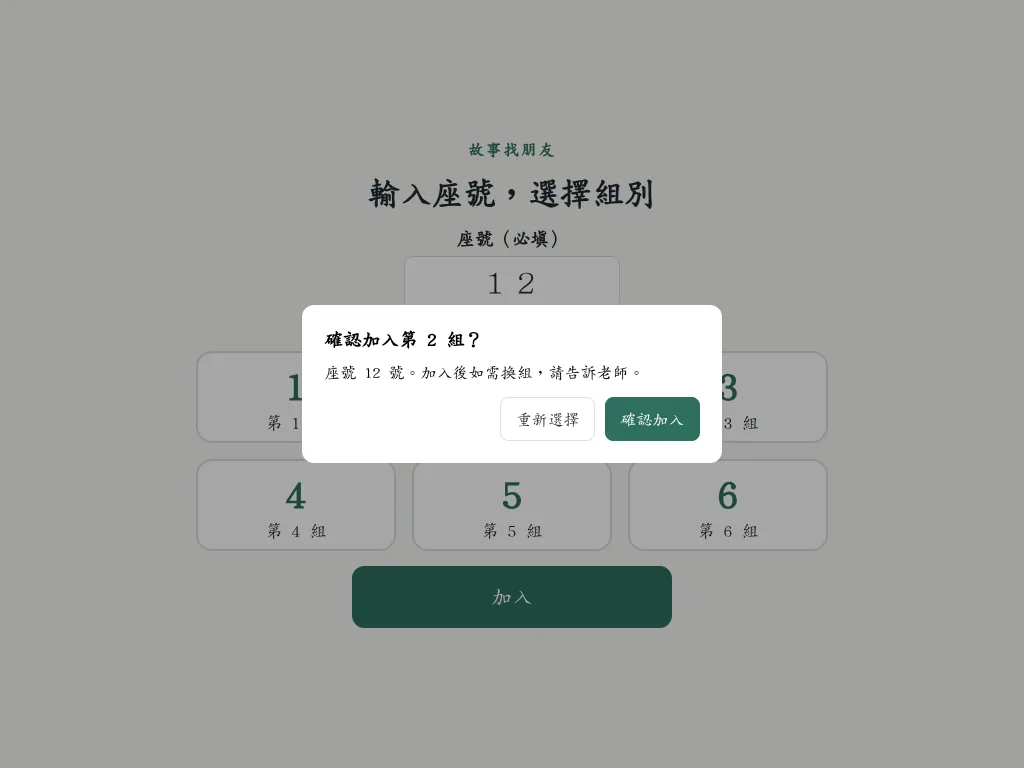 故事找朋友
輸入座號，選擇組別
座號（必填）
12
確認加入第 2 組？
座號 12 號。加入後如需換組，請告訴老師。
重新選擇
確認加入
1
3
第 1
3 組
4
5
6
第 4 組
第 5 組
第 6 組
加入